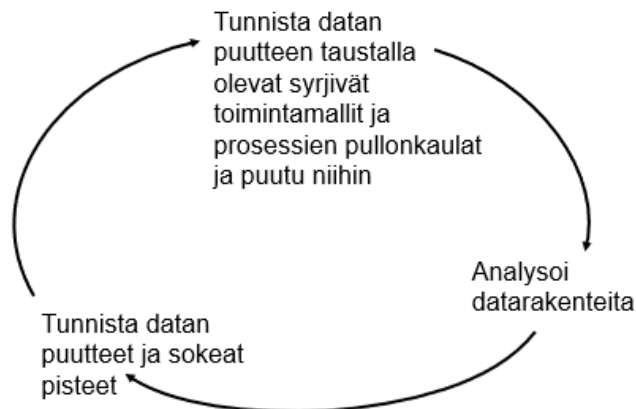 Tunnista datan
puutteen taustalla
olevat syrjivät
toimintamallit ja
prosessien pullonkaulat
ja puutu niihin
Analysoi
datarakenteita
Tunnista datan
puutteet ja sokeat
pisteet